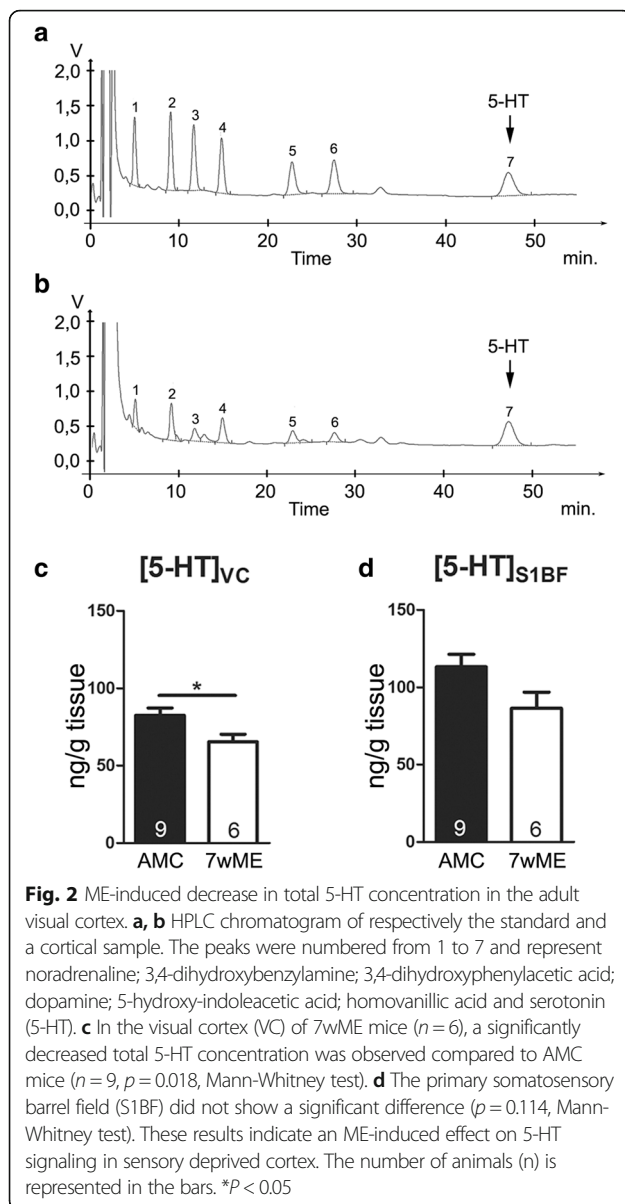 a
V
2,0
1,5
1,0
0,5
0,0
1 2 3 4 5 6 7
5-HT
0 10 20 30 40 50
Time min.
b
V
2,0
1,5
1,0
0,5
0,0
1 2 3 4 5 6 7
5-HT
0 10 20 30 40 50
Time min.
c [5-HT]VC
ng/g tissue
150
100
50
0
*
9 6
AMC 7wME
d [5-HT]S1BF
ng/g tissue
150
100
50
0
9 6
AMC 7wME
Fig. 2 ME-induced decrease in total 5-HT concentration in the adult
visual cortex. a, b HPLC chromatogram of respectively the standard and
a cortical sample. The peaks were numbered from 1 to 7 and represent
noradrenaline; 3,4-dihydroxybenzylamine; 3,4-dihydroxyphenylacetic acid;
dopamine; 5-hydroxy-indoleacetic acid; homovanillic acid and serotonin
(5-HT). c In the visual cortex (VC) of 7wME mice (n = 6), a significantly
decreased total 5-HT concentration was observed compared to AMC
mice (n = 9, p = 0.018, Mann-Whitney test). d The primary somatosensory
barrel field (S1BF) did not show a significant difference (p = 0.114, Mann-
Whitney test). These results indicate an ME-induced effect on 5-HT
signaling in sensory deprived cortex. The number of animals (n) is
represented in the bars. *P < 0.05